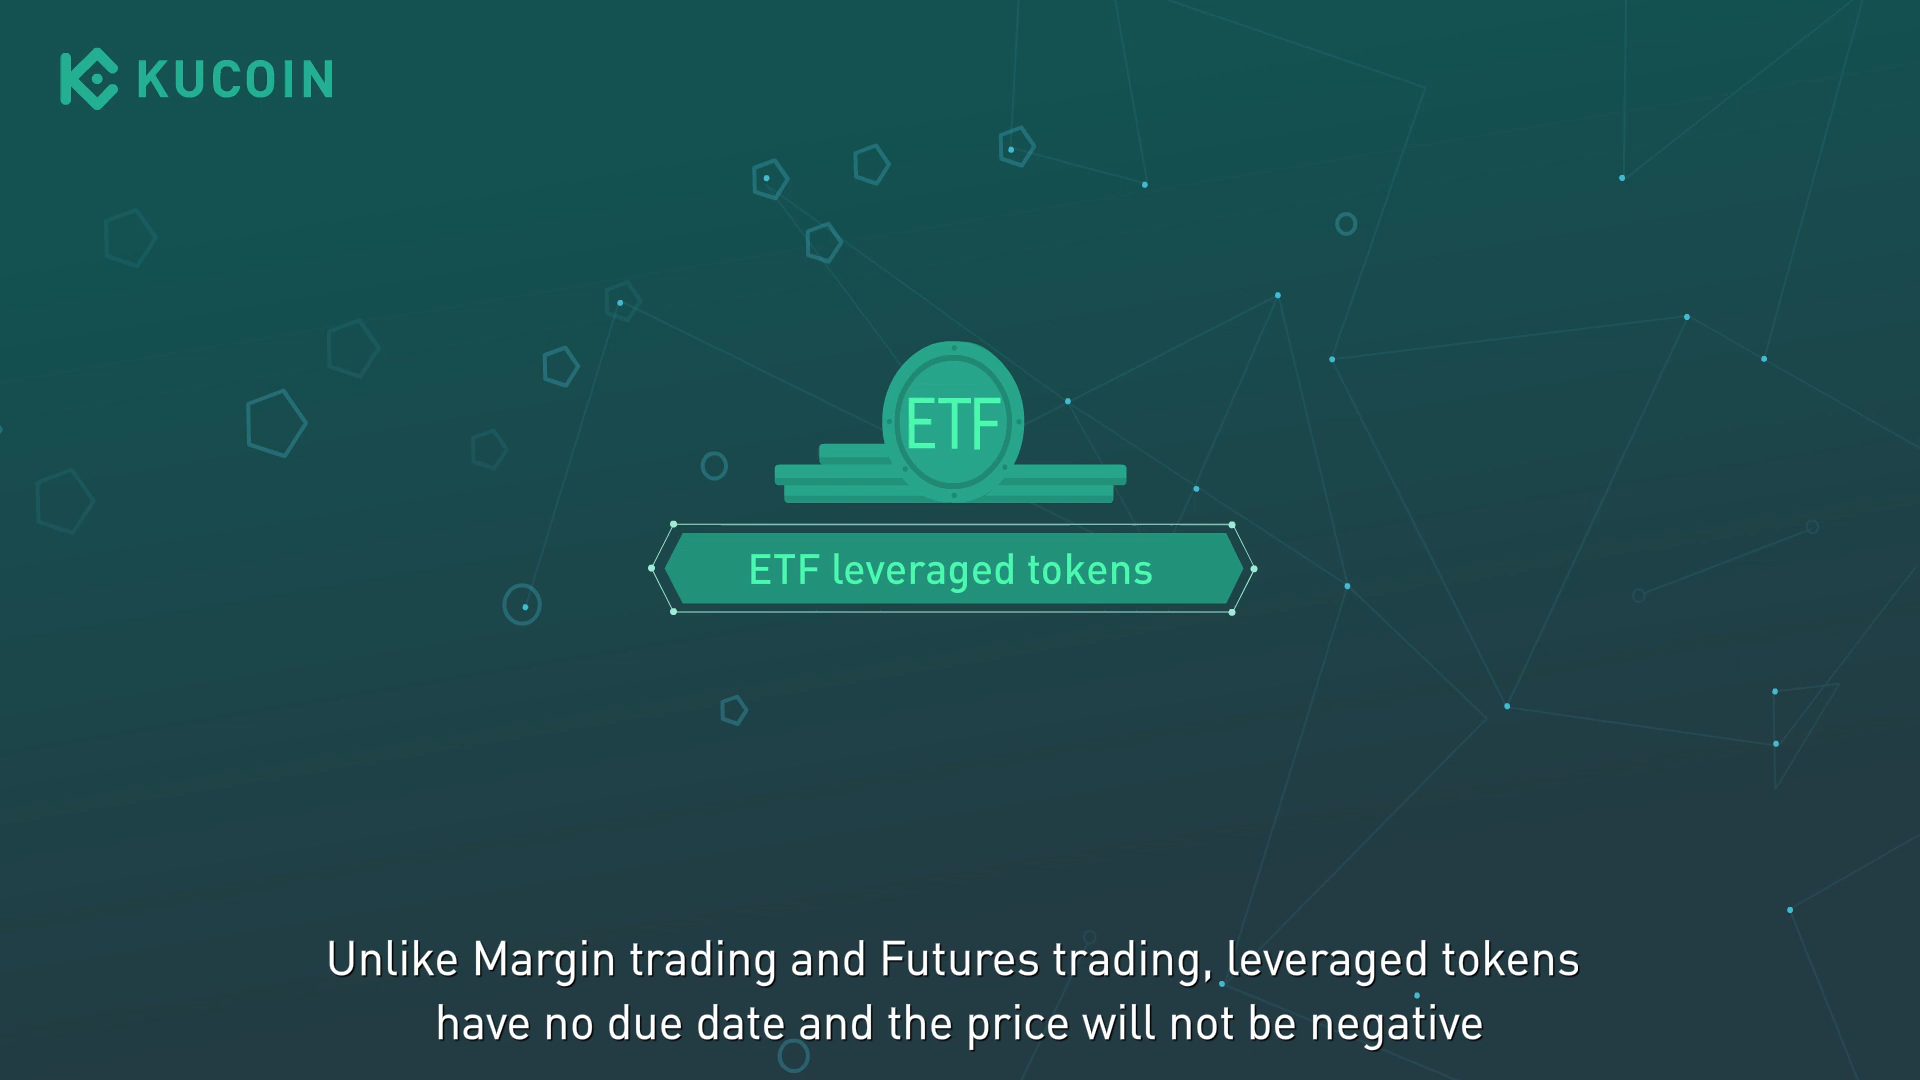 KUCOIN
ETF
ETF leveraged tokens
Unlike Margin trading and Futures trading, leveraged tokens
have no due date and the price will not be negative